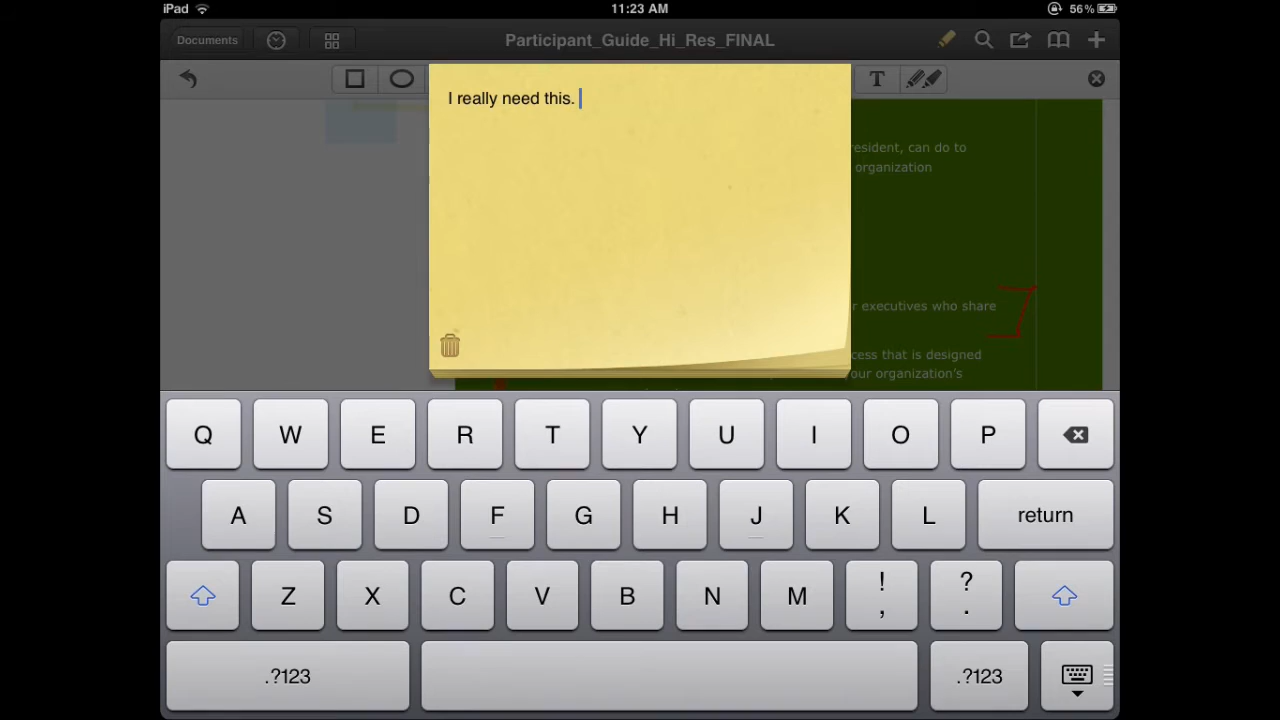 iPad 11:23 AM 56%
Documents Participant_Guide_Hi_Res_FINAL
T
I really need this.
resident, can do to
organization
r executives who share
cess that is designed
our organization's
Q W E R T Y U I O P
A S D F G H J K L return
Z X C V B N M ! , ? .
.?123 .?123